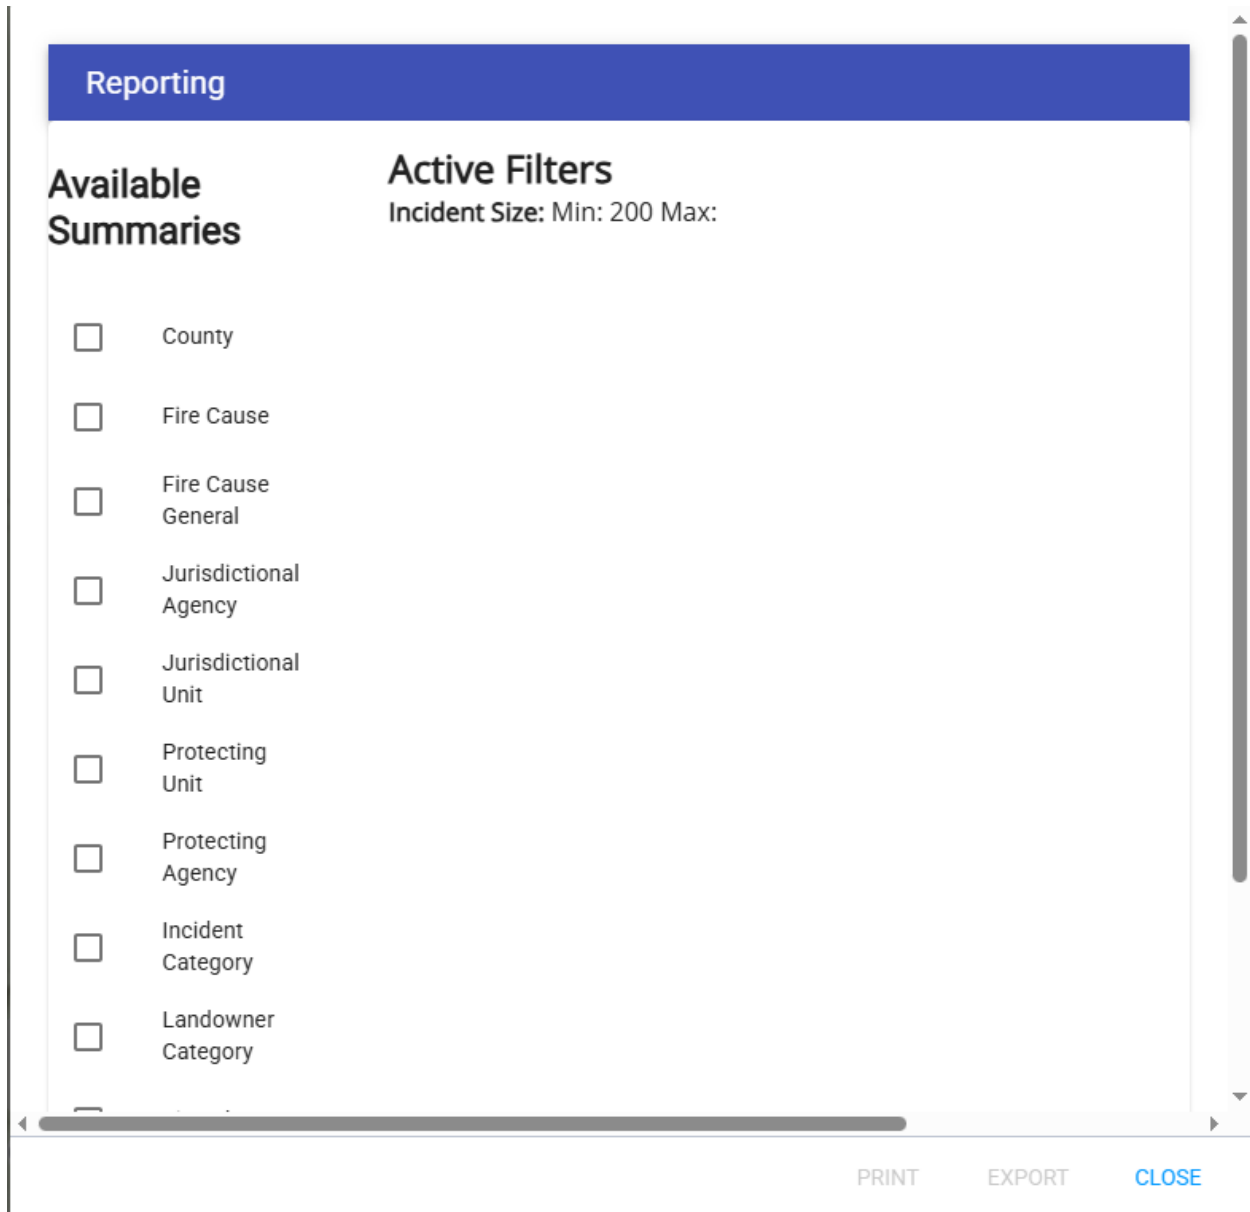 Reporting
Available
Summaries
Active Filters
Incident Size: Min: 200 Max:
County
Fire Cause
Fire Cause
General
Jurisdictional
Agency
Jurisdictional
Unit
Protecting
Unit
Protecting
Agency
Incident
Category
Landowner
Category
PRINT
EXPORT
CLOSE